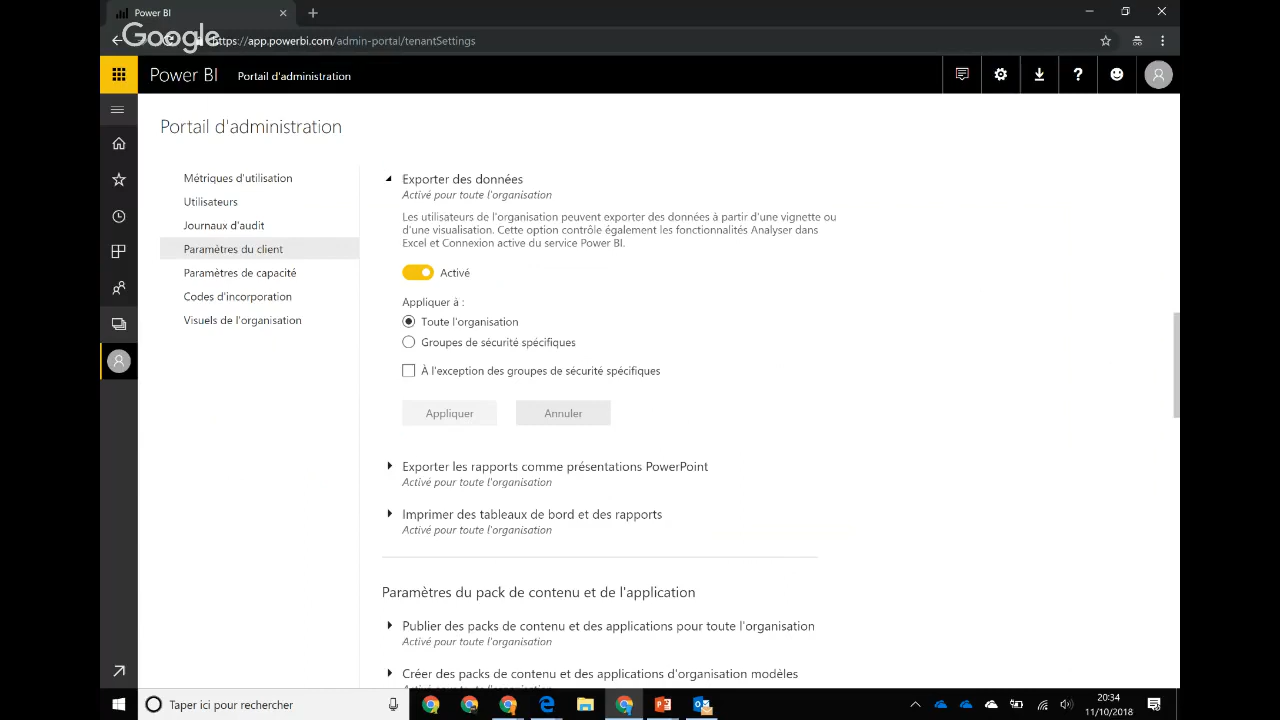 Power BI
Google
https://app.powerbi.com/admin-portal/tenantSettings
Power BI Portail d'administration
Portail d'administration
Métriques d'utilisation
Utilisateurs
Journaux d'audit
Paramètres du client
Paramètres de capacité
Codes d'incorporation
Visuels de l'organisation
Exporter des données
Activé pour toute l'organisation
Les utilisateurs de l'organisation peuvent exporter des données à partir d'une vignette ou
d'une visualisation. Cette option contrôle également les fonctionnalités Analyser dans
Excel et Connexion active du service Power BI.
Activé
Appliquer à :
Toute l'organisation
Groupes de sécurité spécifiques
À l'exception des groupes de sécurité spécifiques
Appliquer Annuler
Exporter les rapports comme présentations PowerPoint
Activé pour toute l'organisation
Imprimer des tableaux de bord et des rapports
Activé pour toute l'organisation
Paramètres du pack de contenu et de l'application
Publier des packs de contenu et des applications pour toute l'organisation
Activé pour toute l'organisation
Créer des packs de contenu et des applications d'organisation modèles
Activé pour toute l'organisation
Taper ici pour rechercher
20:34
11/10/2018